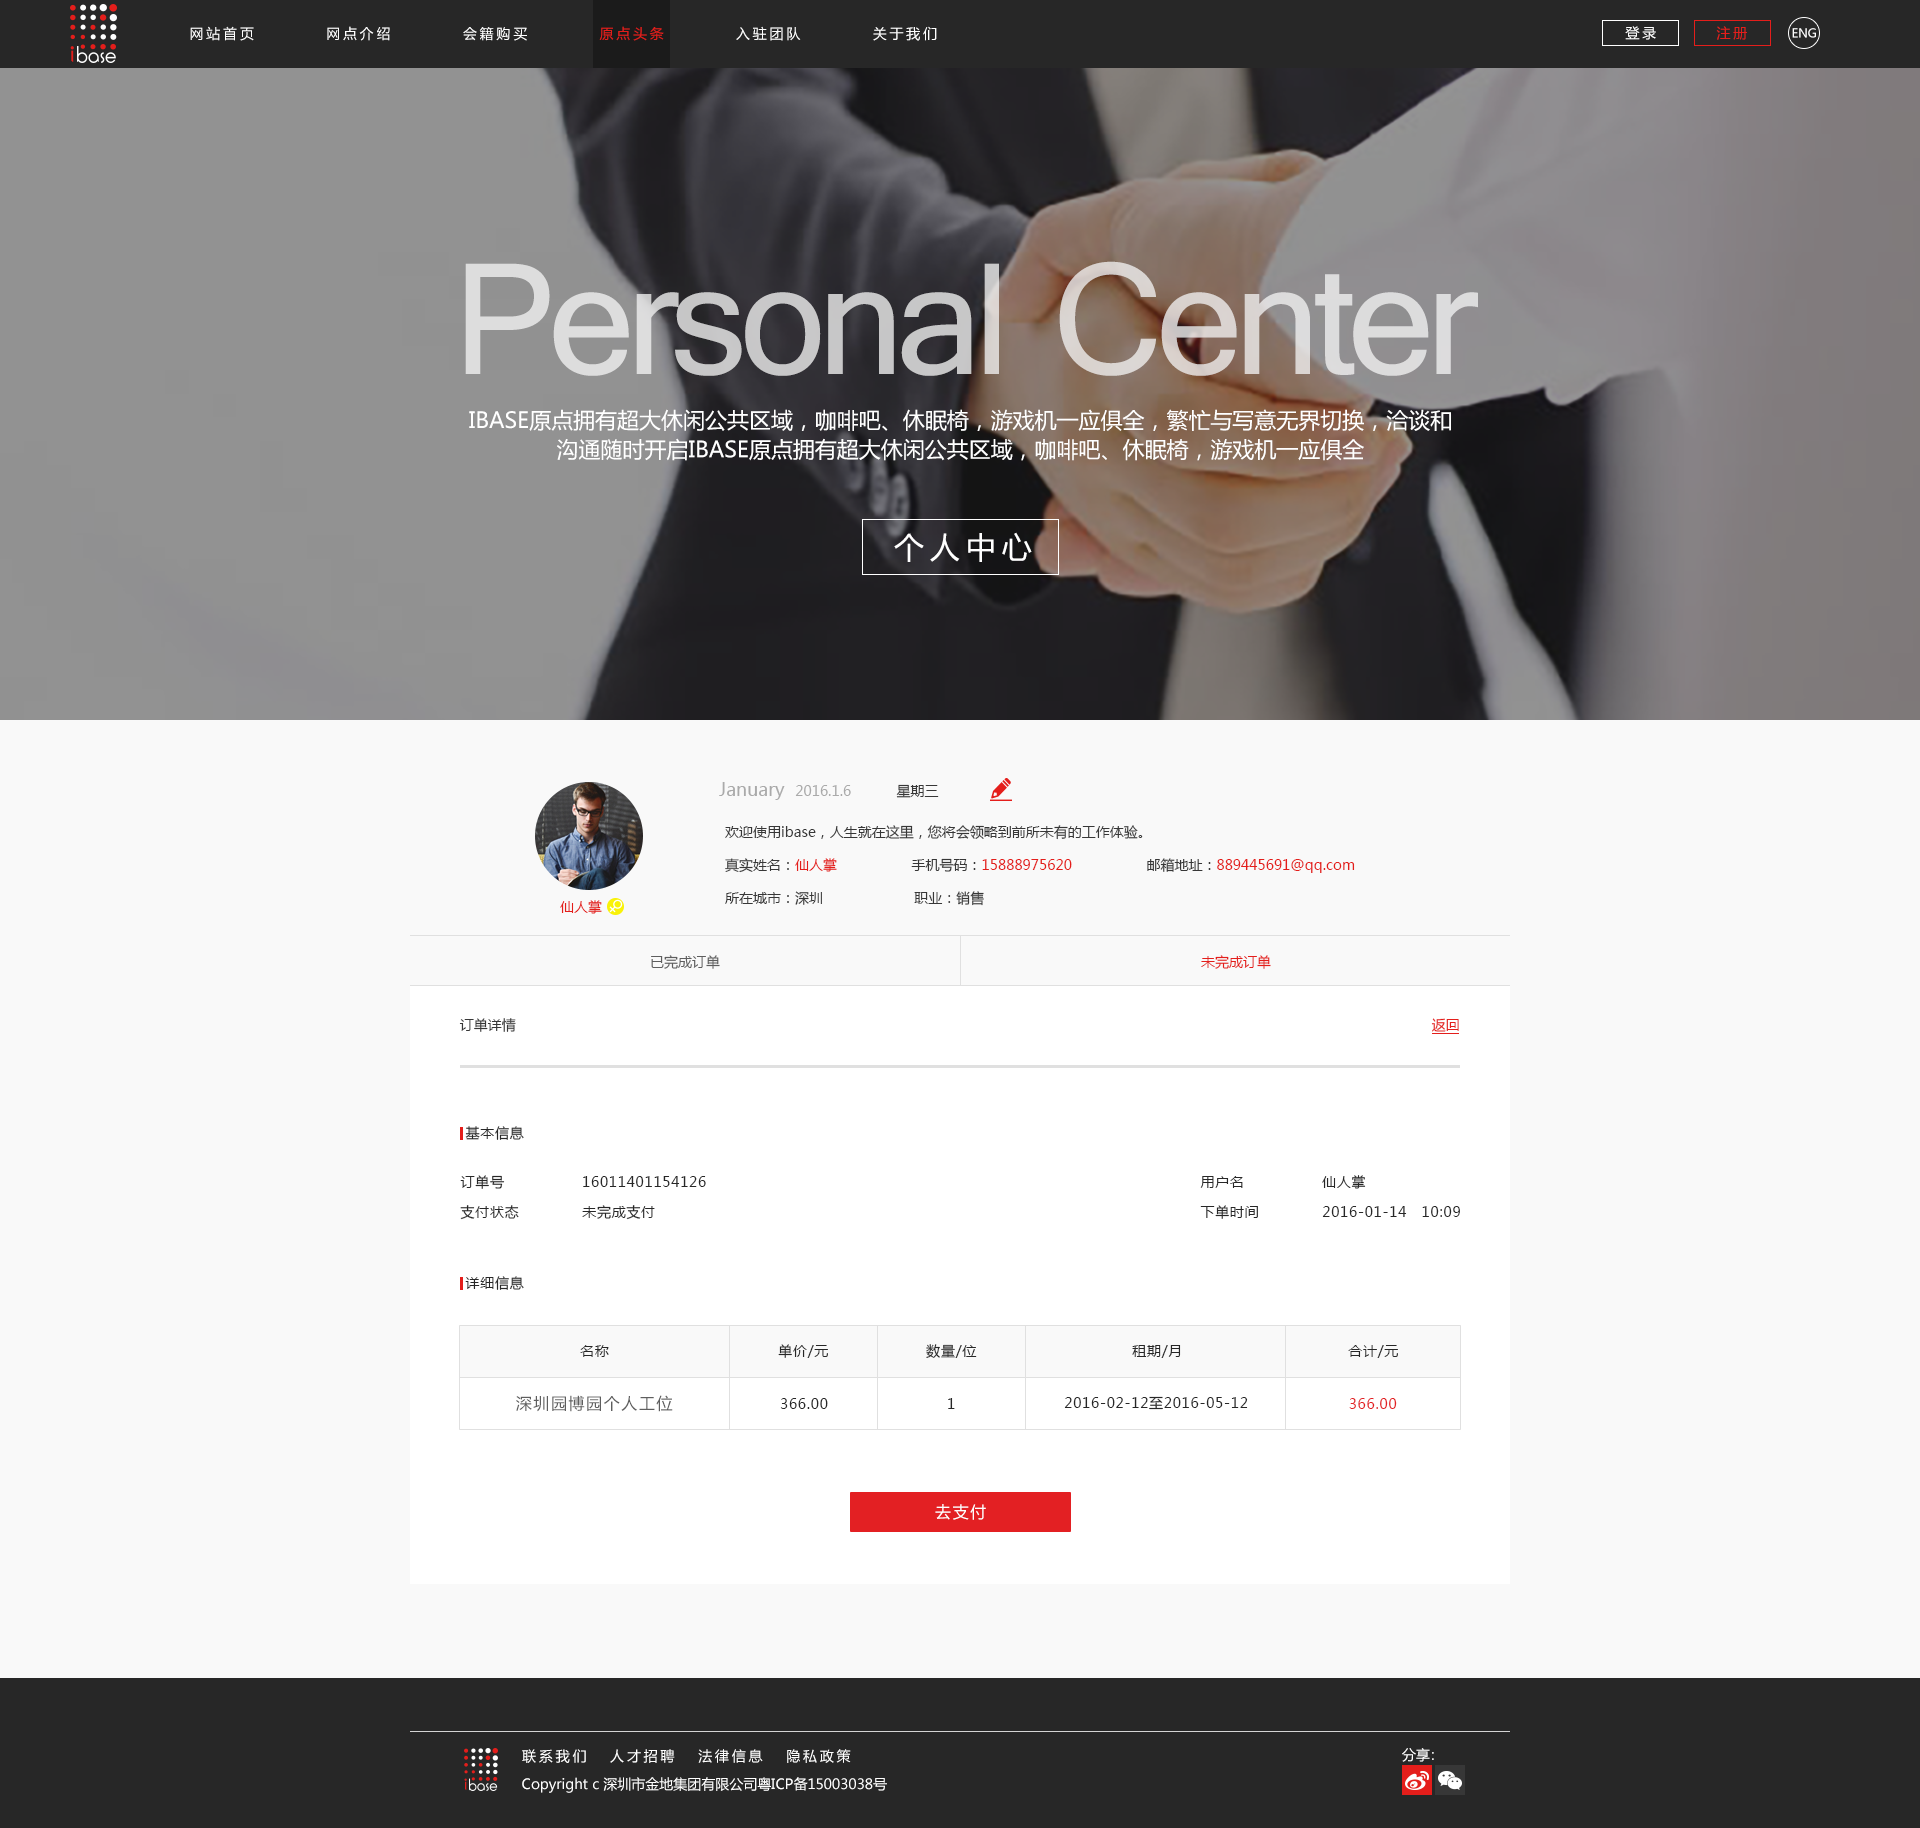 ibase
网站首页 网点介绍 会籍购买 原点头条 入驻团队 关于我们 登录 注册 ENG
Personal Center
IBASE原点拥有超大休闲公共区域，咖啡吧、休眠椅，游戏机一应俱全，繁忙与写意无界切换，洽谈和
沟通随时开启IBASE原点拥有超大休闲公共区域，咖啡吧、休眠椅，游戏机一应俱全
个人中心
January 2016.1.6 星期三
欢迎使用ibase，人生就在这里，您将会领略到前所未有的工作体验。
真实姓名：仙人掌 手机号码：15888975620 邮箱地址：889445691@qq.com
所在城市：深圳 职业：销售
仙人掌
已完成订单 未完成订单
订单详情 返回
基本信息
订单号 16011401154126 用户名 仙人掌
支付状态 未完成支付 下单时间 2016-01-14 10:09
详细信息
名称 单价/元 数量/位 租期/月 合计/元
深圳园博园个人工位 366.00 1 2016-02-12至2016-05-12 366.00
去支付
ibase
联系我们 人才招聘 法律信息 隐私政策
Copyright c 深圳市金地集团有限公司粤ICP备15003038号
分享: